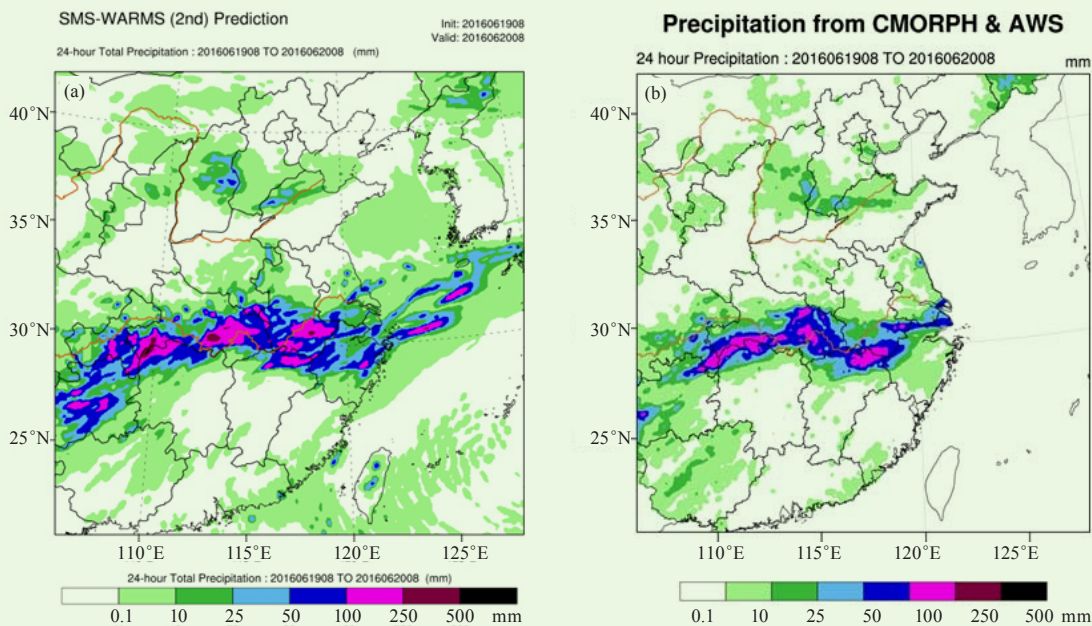 SMS-WARMS (2nd) Prediction
Init: 2016061908
Valid: 2016062008
24-hour Total Precipitation : 2016061908 TO 2016062008 (mm)
(a)
40°N
35°N
30°N
25°N
110°E 115°E 120°E 125°E
24-hour Total Precipitation : 2016061908 TO 2016062008 (mm)
0.1 10 25 50 100 250 500 mm
Precipitation from CMORPH & AWS
24 hour Precipitation : 2016061908 TO 2016062008 mm
(b)
40°N
35°N
30°N
25°N
110°E 115°E 120°E 125°E
0.1 10 25 50 100 250 500 mm